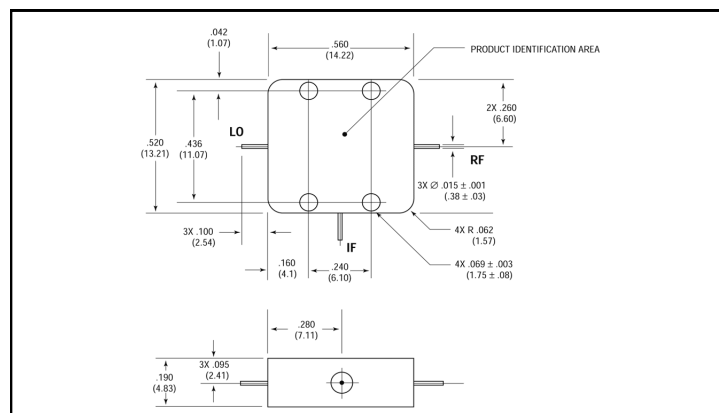 .042
(1.07)
.560
(14.22)
PRODUCT IDENTIFICATION AREA
.520
(13.21)
.436
(11.07)
LO
2X .260
(6.60)
RF
3X Ø .015 ± .001
(.38 ± .03)
3X .100
(2.54)
IF
4X R .062
(1.57)
.160
(4.1)
.240
(6.10)
4X .069 ± .003
(1.75 ± .08)
.280
(7.11)
3X .095
(2.41)
.190
(4.83)